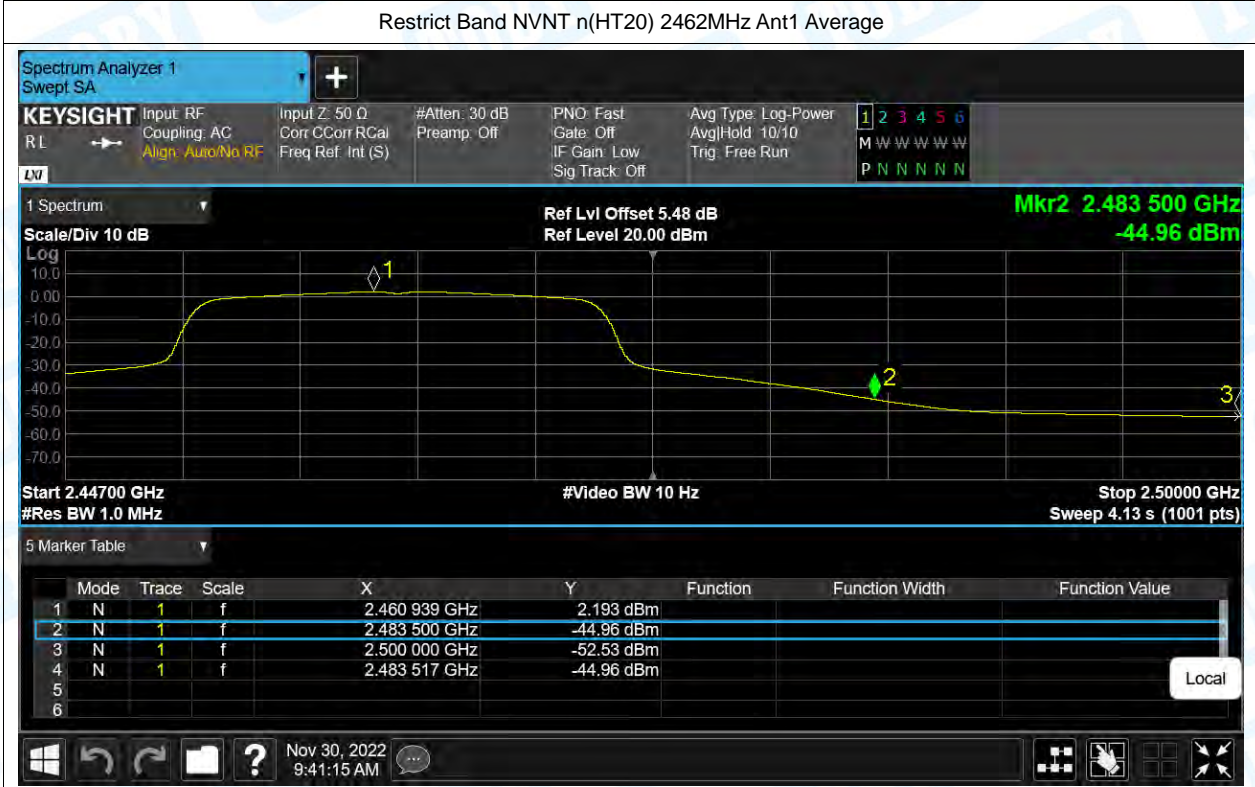 Restrict Band NVNT n(HT20) 2462MHz Ant1 Average
Spectrum Analyzer 1
Swept SA
+
KEYSIGHT Input: RF Input Z: 50 Ω #Atten: 30 dB PNO: Fast Avg Type: Log-Power 1 2 3 4 5 6
RL Coupling: AC Corr CCorr RCal Preamp: Off Gate: Off Avg|Hold: 10/10 M W W W W W
Align: Auto/No RF Freq Ref: Int (S) IF Gain: Low Trig: Free Run P N N N N N
LXI Sig Track: Off
1 Spectrum Ref Lvl Offset 5.48 dB Mkr2 2.483 500 GHz
Scale/Div 10 dB Ref Level 20.00 dBm -44.96 dBm
Log
10.0 1
0.00
-10.0
-20.0
-30.0
-40.0 2
-50.0 3
-60.0
-70.0
Start 2.44700 GHz #Video BW 10 Hz Stop 2.50000 GHz
#Res BW 1.0 MHz Sweep 4.13 s (1001 pts)
5 Marker Table
Mode Trace Scale X Y Function Function Width Function Value
1 N 1 f 2.460 939 GHz 2.193 dBm
2 N 1 f 2.483 500 GHz -44.96 dBm
3 N 1 f 2.500 000 GHz -52.53 dBm
4 N 1 f 2.483 517 GHz -44.96 dBm
5
6
Local
? Nov 30, 2022
9:41:15 AM